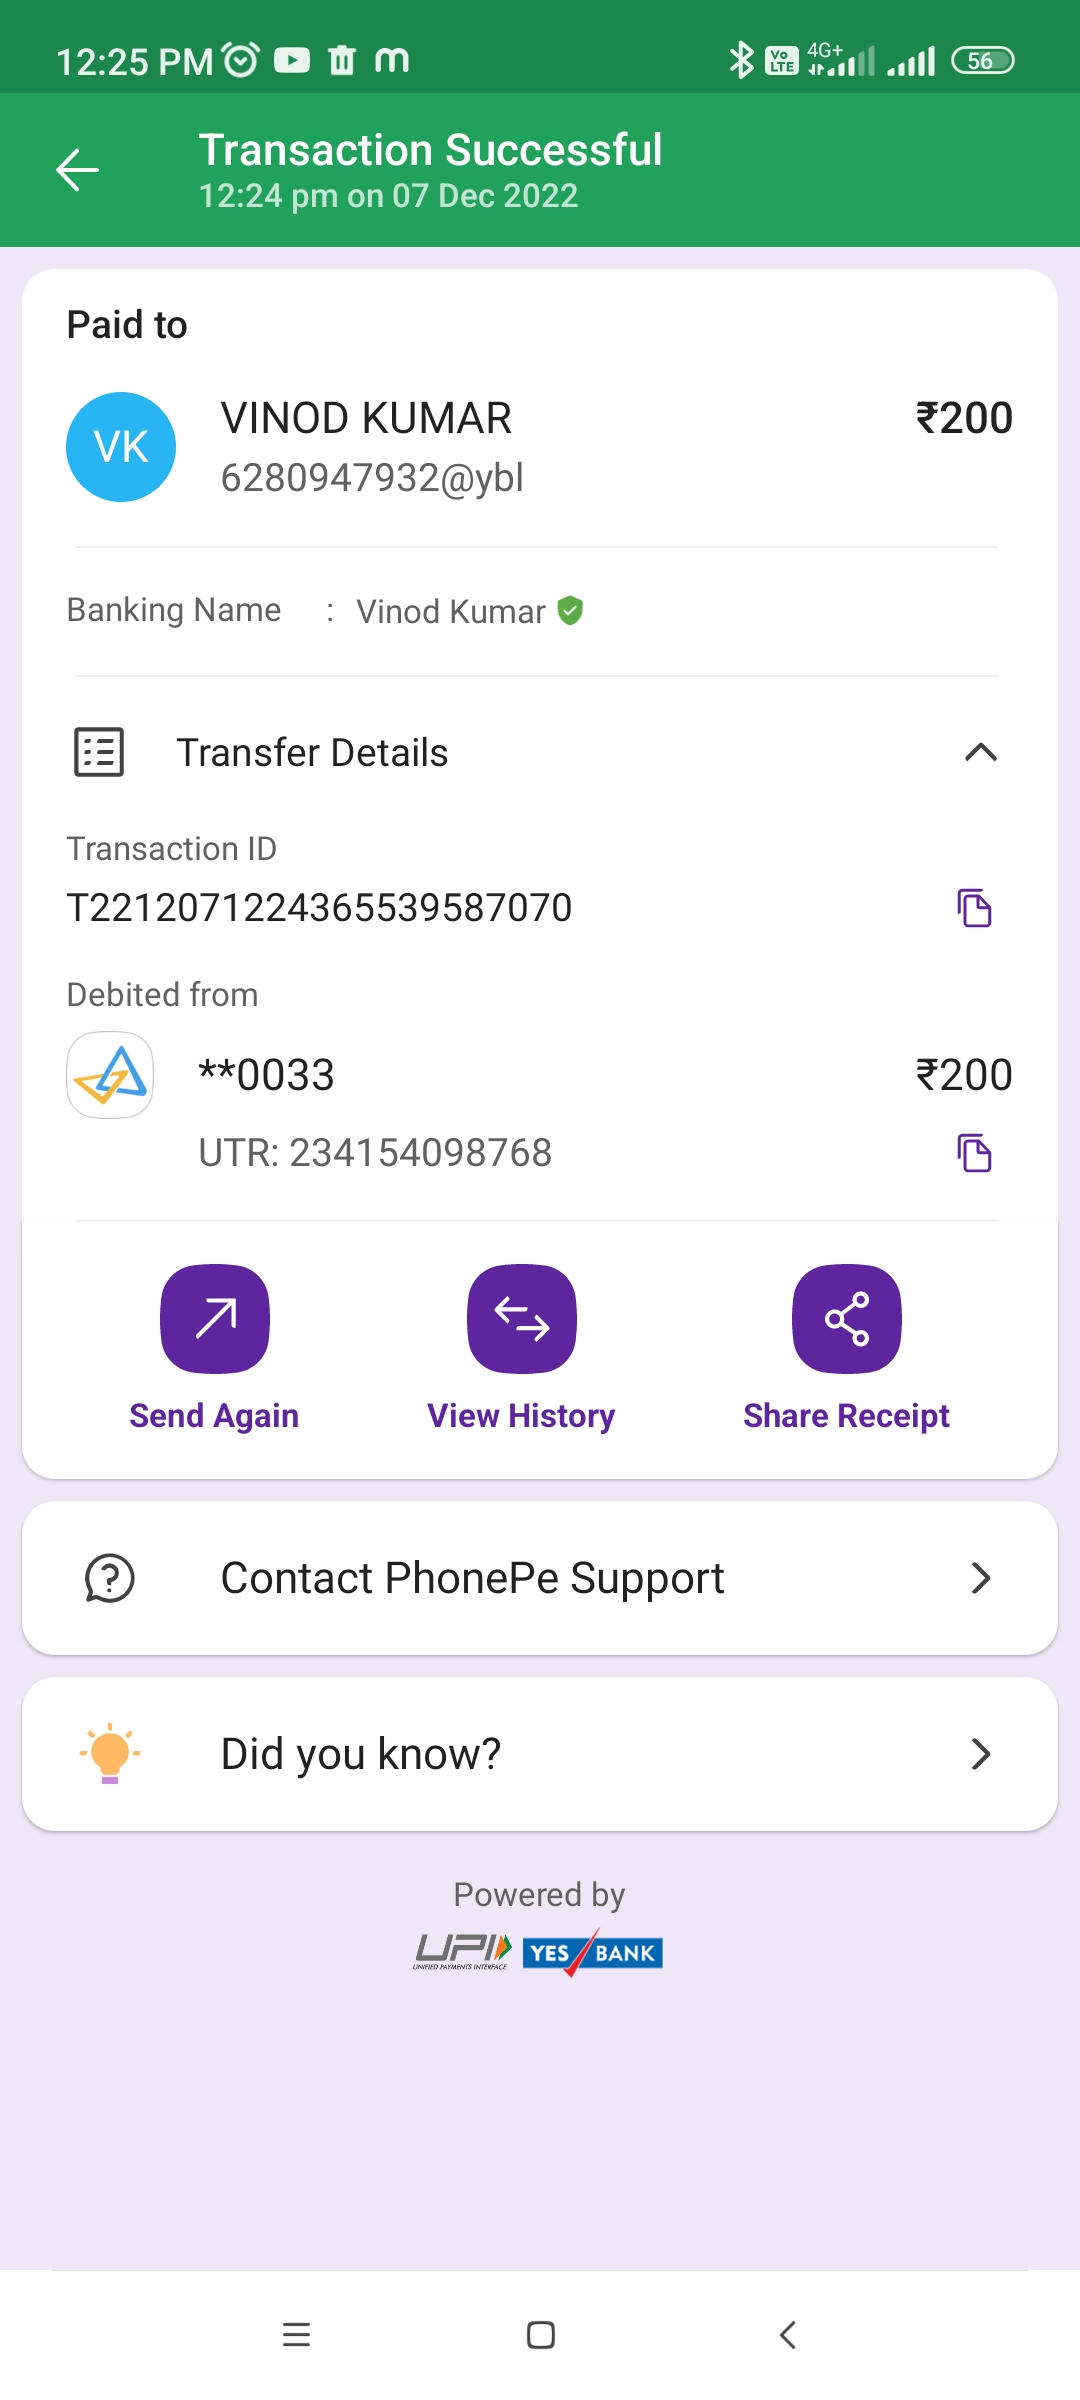 12:25 PM
Vo LTE 4G+ 56
Transaction Successful
12:24 pm on 07 Dec 2022
Paid to
VK
VINOD KUMAR
₹200
6280947932@ybl
Banking Name : Vinod Kumar
Transfer Details
Transaction ID
T2212071224365539587070
Debited from
**0033
₹200
UTR: 234154098768
Send Again
View History
Share Receipt
Contact PhonePe Support
Did you know?
Powered by
UPI
UNIFIED PAYMENTS INTERFACE
YES BANK